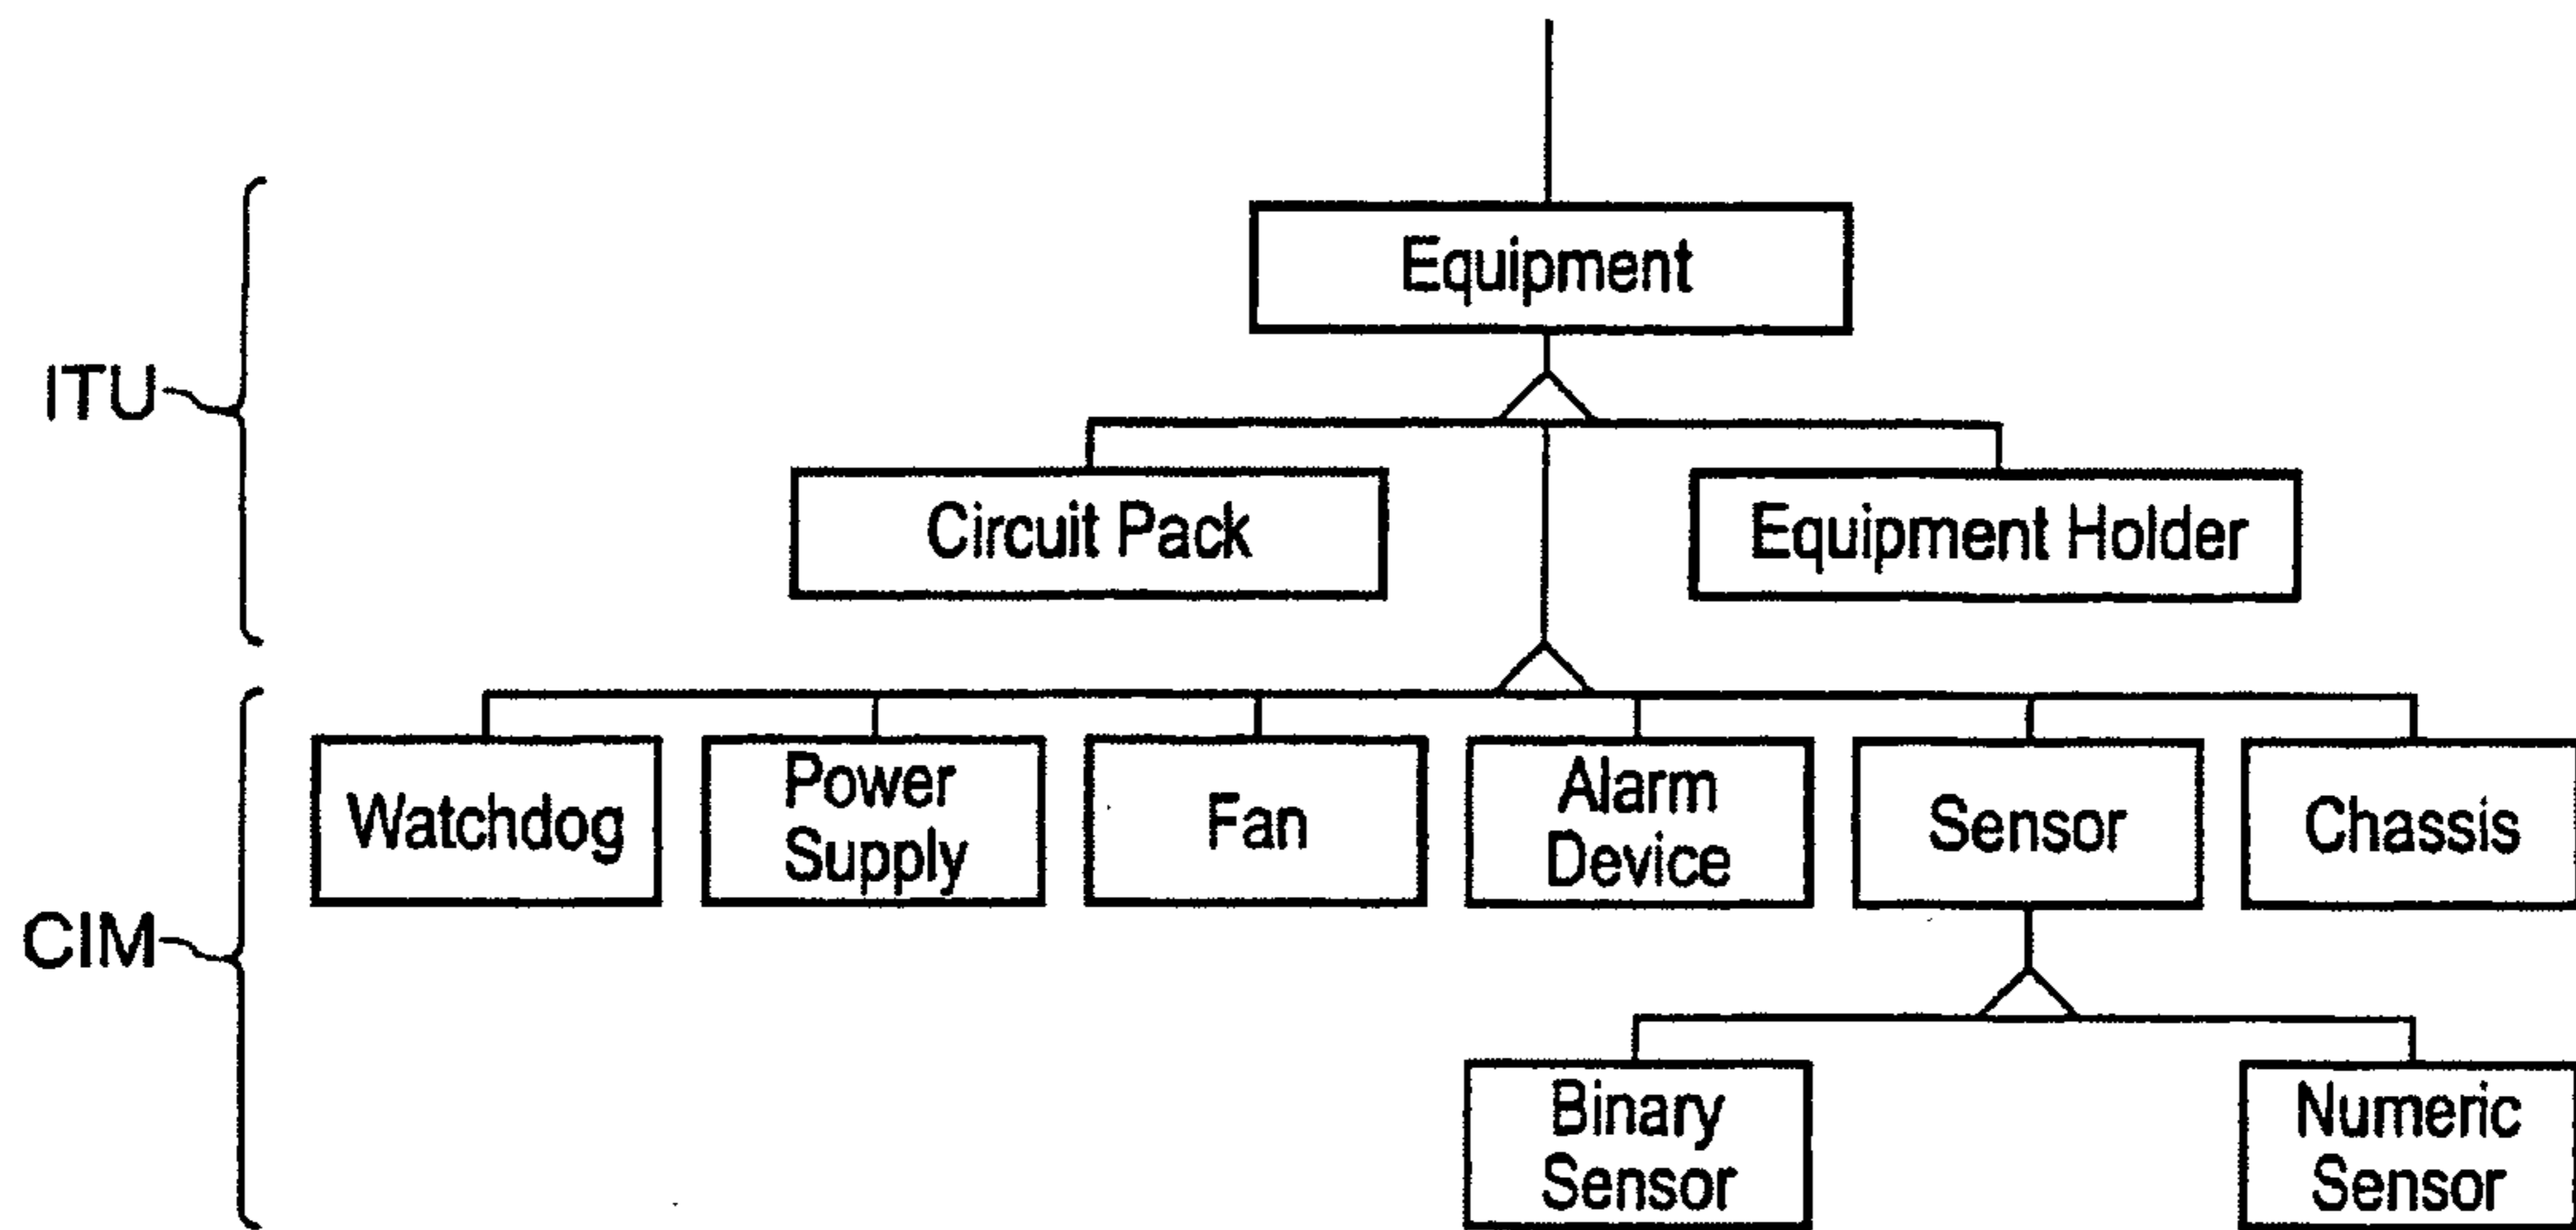 Equipment
ITU
Circuit Pack
Equipment Holder
Watchdog
Power
Supply
Fan
Alarm
Device
Sensor
Chassis
CIM
Binary
Sensor
Numeric
Sensor